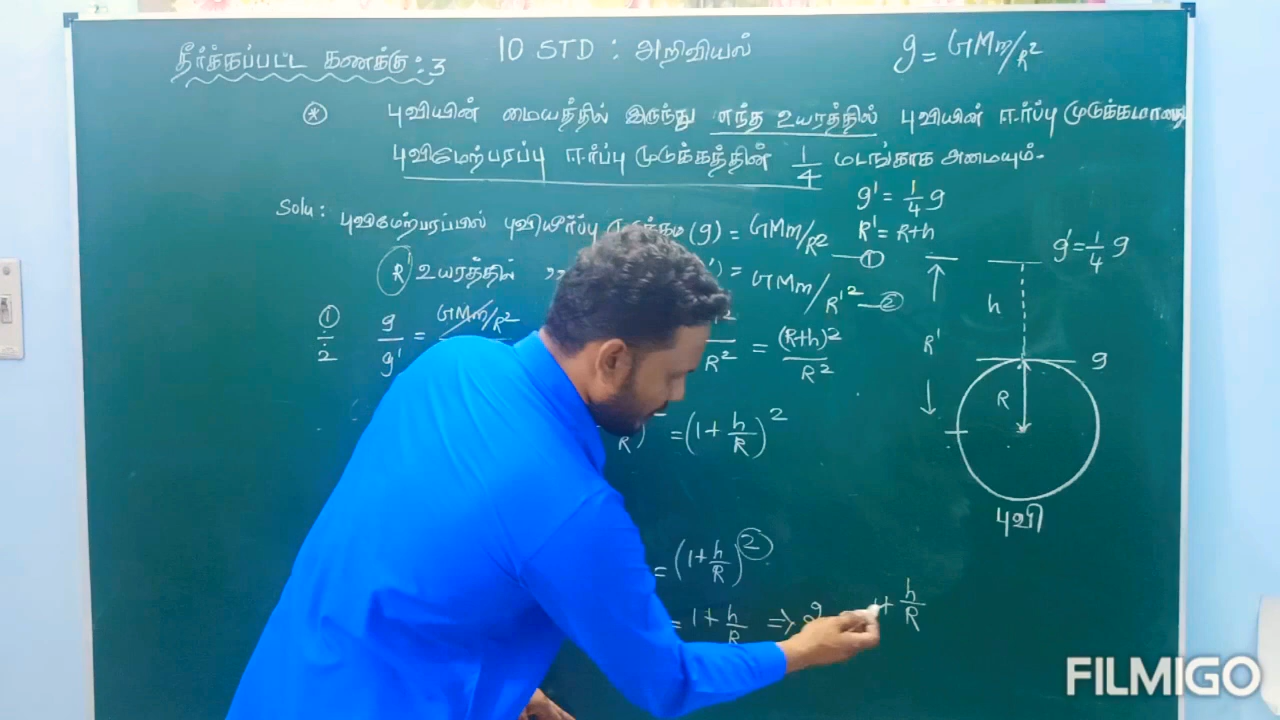 தீர்க்கப்பட்ட கணக்கு: 3
10 STD : அறிவியல்
g = GMm/R²
* புவியின் மையத்தில் இருந்து எந்த உயரத்தில் புவியின் ஈர்ப்பு முடுக்கமானது
புவிமேற்பரப்பு ஈர்ப்பு முடுக்கத்தின் 1/4 மடங்காக அமையும்.
g' = 1/4 g
Solu: புவிமேற்பரப்பில் புவியீர்ப்பு (g) = GMm/R² — ①
R' = R+h
g' = 1/4 g
R' உயரத்தில் ') = GMm/R'² — ②
h
①/2 g/g' = GMm/R² R² = (R+h)²/R²
R'
g
R
R) = (1 + h/R)²
புவி
= (1 + h/R)²
= 1 + h/R ⇒ + h/R
FILMIGO